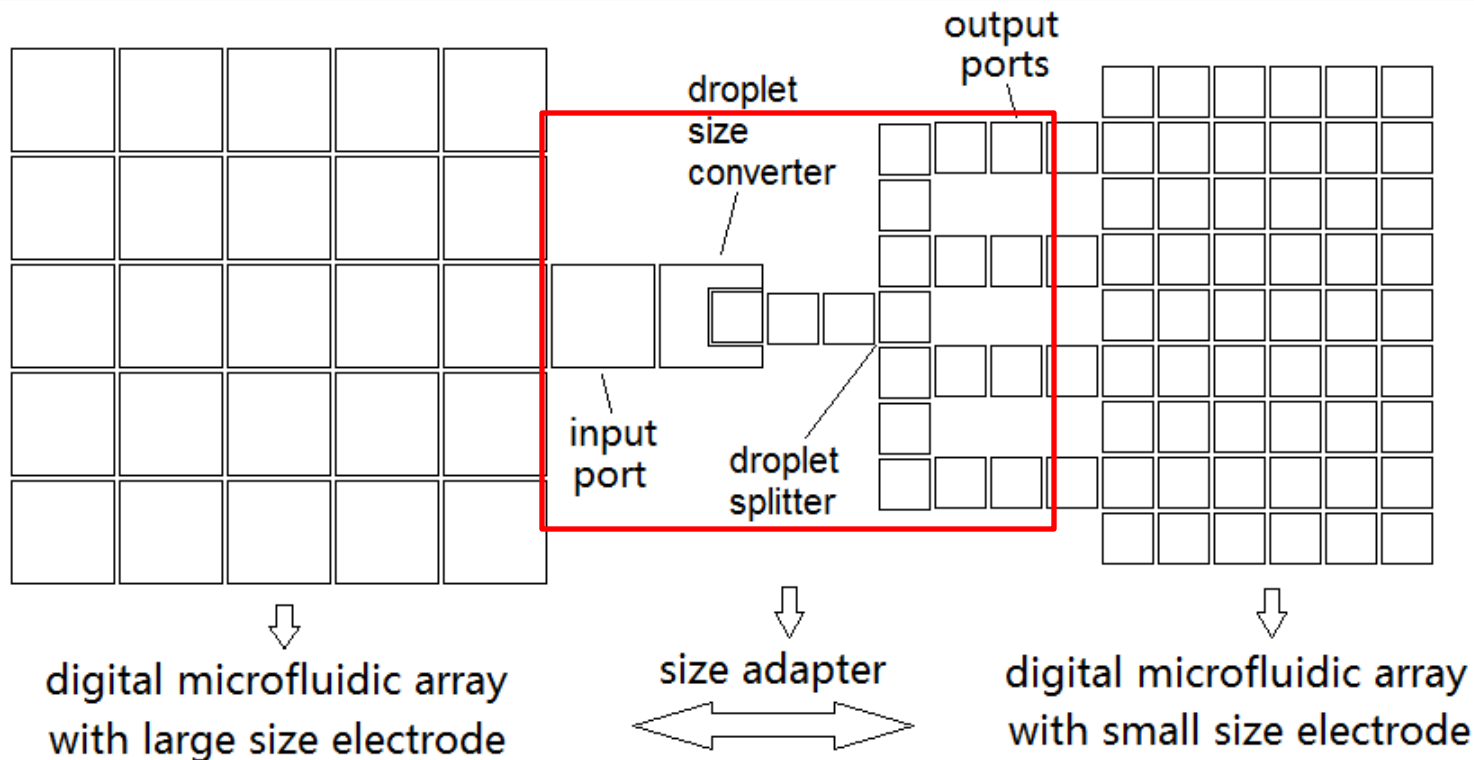 output
ports
droplet
size
converter
input
port
droplet
splitter
digital microfluidic array
with large size electrode
size adapter
digital microfluidic array
with small size electrode